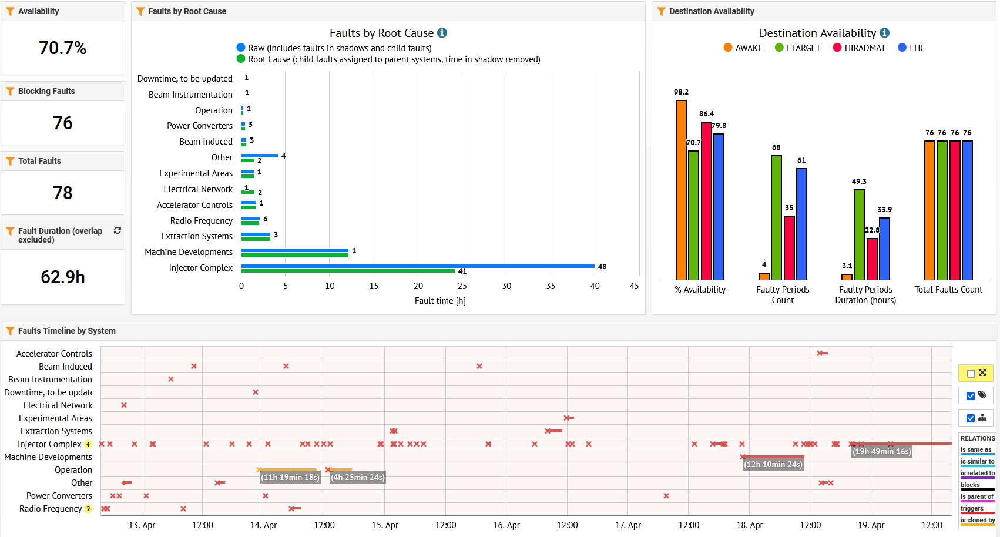 Availability
70.7%
Blocking Faults
76
Total Faults
78
Fault Duration (overlap
excluded)
62.9h
Faults by Root Cause
Faults by Root Cause
Raw (includes faults in shadows and child faults)
Root Cause (child faults assigned to parent systems, time in shadow removed)
Downtime, to be updated 1
Beam Instrumentation 1
Operation 1
Power Converters 5
Beam Induced 3
Other 4
2
Experimental Areas 1
Electrical Network 1
2
Accelerator Controls 1
Radio Frequency 6
Extraction Systems 3
Machine Developments 1
Injector Complex 48
41
0 5 10 15 20 25 30 35 40 45
Fault time [h]
Destination Availability
Destination Availability
AWAKE FTARGET HIRADMAT LHC
98.2 70.7 86.4 79.8
4 68 35 61
3.1 49.3 22.8 33.9
76 76 76 76
% Availability
Faulty Periods
Count
Faulty Periods
Duration (hours)
Total Faults Count
Faults Timeline by System
Accelerator Controls
Beam Induced
Beam Instrumentation
Downtime, to be update
Electrical Network
Experimental Areas
Extraction Systems
Injector Complex 4
(19h 49min 16s)
Machine Developments
(12h 10min 24s)
Operation
(11h 19min 18s) (4h 25min 24s)
Other
Power Converters
Radio Frequency 2
13. Apr 12:00 14. Apr 12:00 15. Apr 12:00 16. Apr 12:00 17. Apr 12:00 18. Apr 12:00 19. Apr 12:00
RELATIONS
is same as
is similar to
is related to
blocks
is parent of
triggers
is cloned by